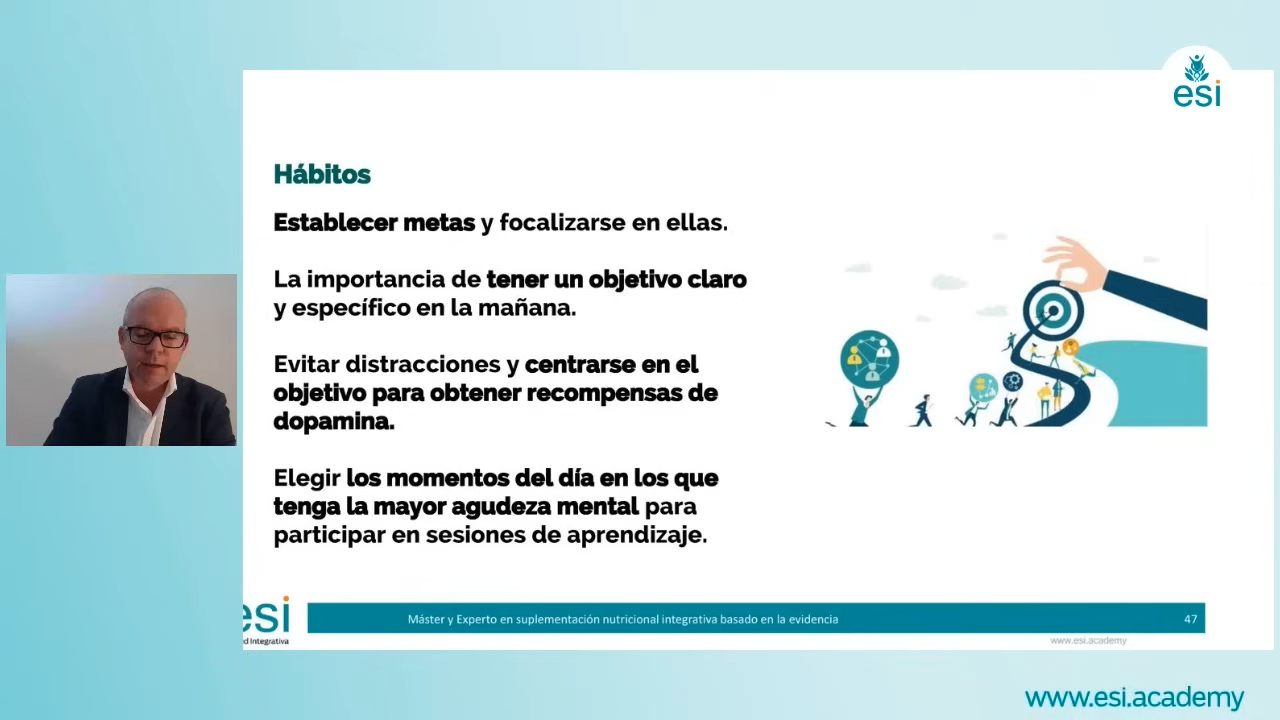 esi
Hábitos
Establecer metas y focalizarse en ellas.
La importancia de tener un objetivo claro
y específico en la mañana.
Evitar distracciones y centrarse en el
objetivo para obtener recompensas de
dopamina.
Elegir los momentos del día en los que
tenga la mayor agudeza mental para
participar en sesiones de aprendizaje.
esi
d Integrativa
Máster y Experto en suplementación nutricional integrativa basado en la evidencia
47
www.esi.academy
www.esi.academy